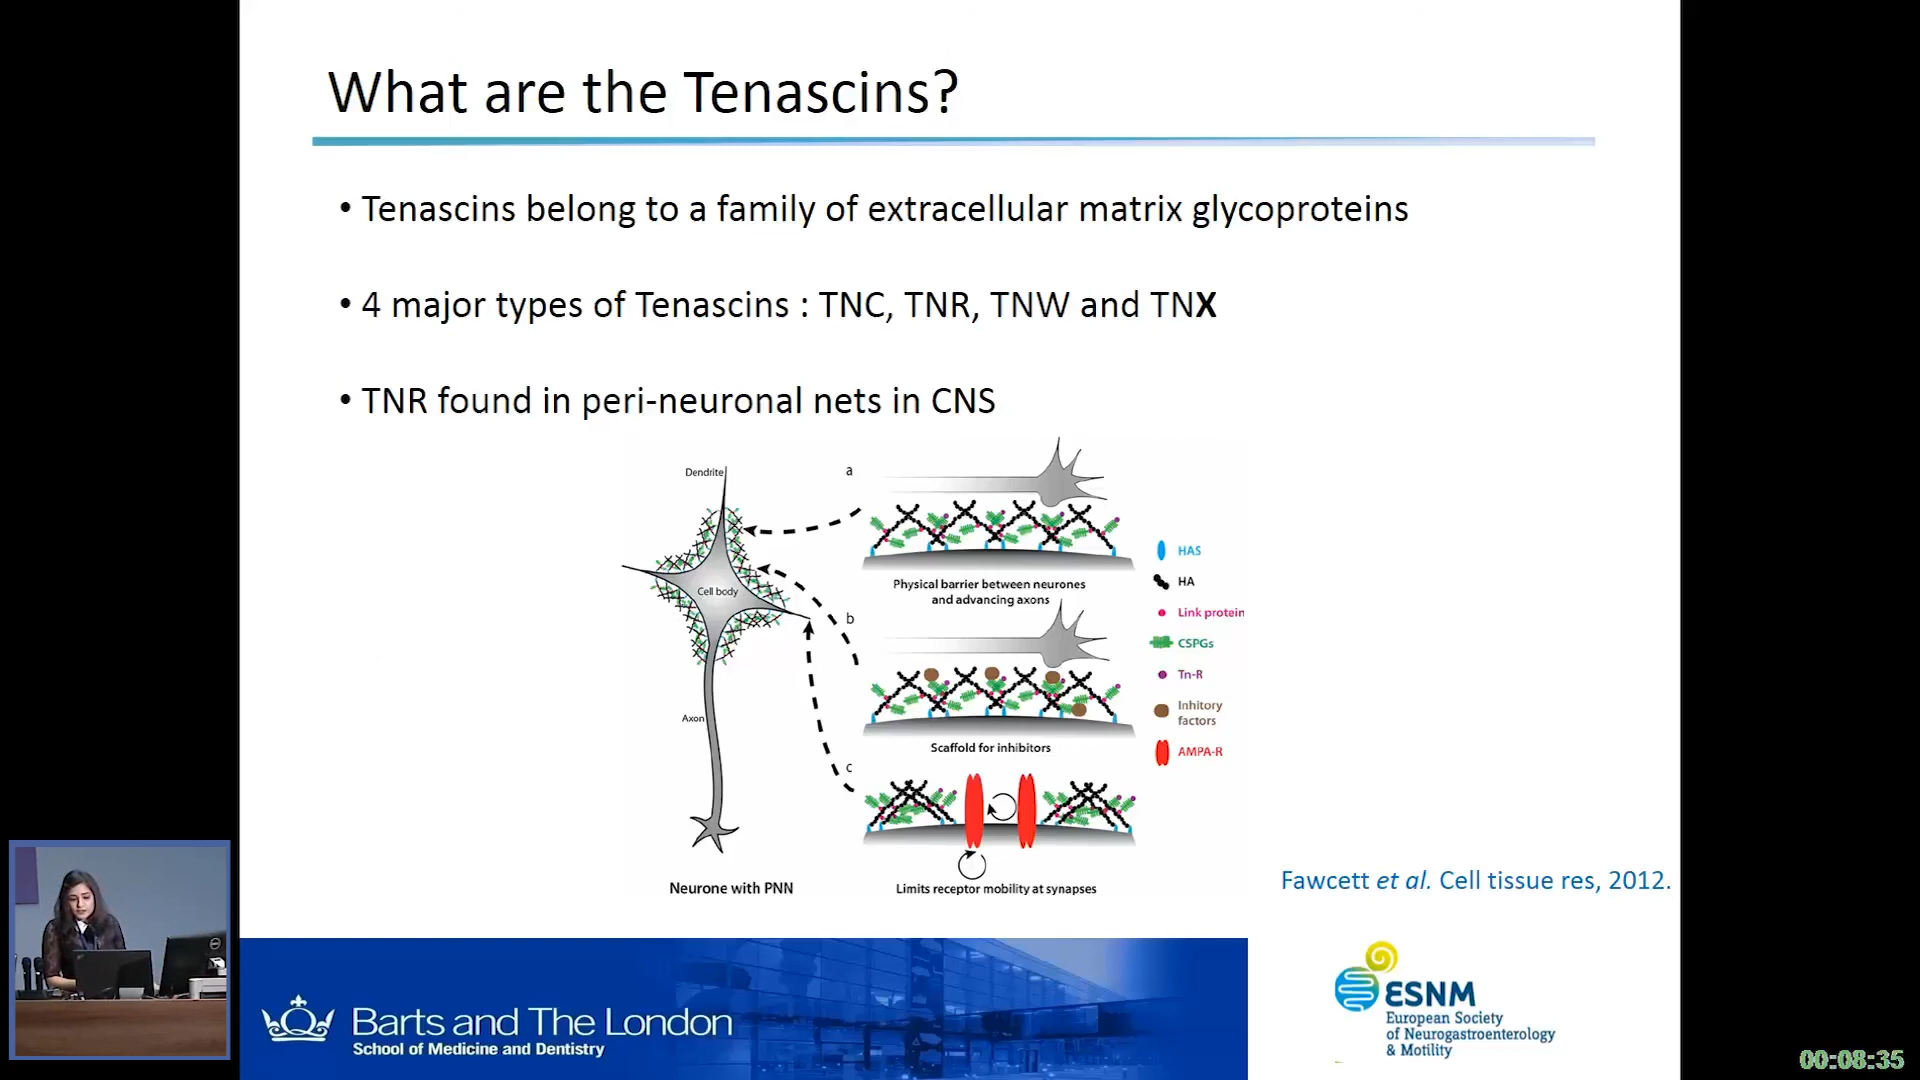 What are the Tenascins?
• Tenascins belong to a family of extracellular matrix glycoproteins
• 4 major types of Tenascins : TNC, TNR, TNW and TNX
• TNR found in peri-neuronal nets in CNS
Dendrite
Cell body
Axon
Neurone with PNN
a
Physical barrier between neurones
and advancing axons
b
Scaffold for inhibitors
c
Limits receptor mobility at synapses
HAS
HA
Link protein
CSPGs
Tn-R
Inhitory
factors
AMPA-R
Fawcett et al. Cell tissue res, 2012.
Barts and The London
School of Medicine and Dentistry
ESNM
European Society
of Neurogastroenterology
& Motility
00:08:35